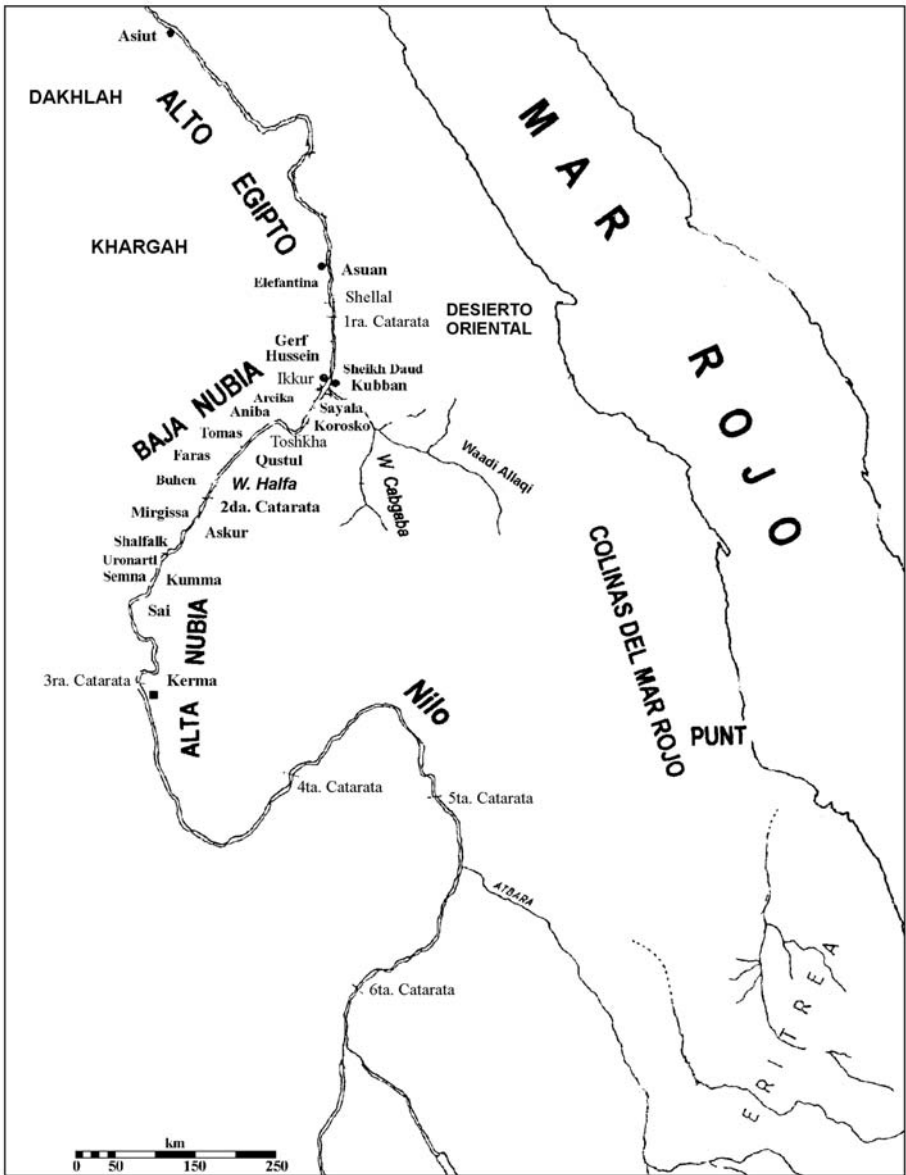 Asiut
DAKHLAH
ALTO
EGIPTO
MAR ROJO
KHARGAH
Asuan
Elefantina
Shellal
DESIERTO
ORIENTAL
1ra. Catarata
Gerf
Hussein
Sheikh Daud
Ikkur
Kubban
BAJA NUBIA
Areika
Sayala
Aniba
Korosko
Tomas
Toshkha
Faras
Qustul
Waadi Allaqi
Buhen
W. Halfa
W Cabgaba
Mirgissa
2da. Catarata
Askur
Shalfalk
Uronarti
Semna
Kumma
Sai
COLINAS DEL MAR ROJO
ALTA NUBIA
3ra. Catarata
Kerma
Nilo
PUNT
4ta. Catarata
5ta. Catarata
ATBARA
6ta. Catarata
ERITREA
km
0 50 150 250